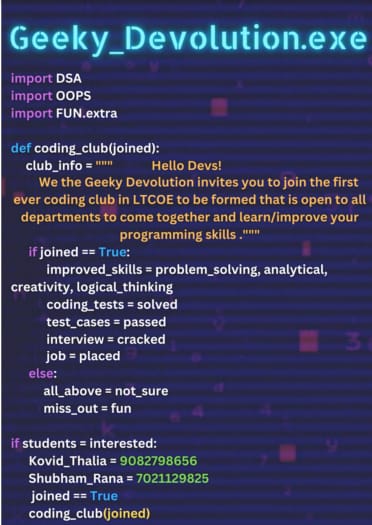 Geeky_Devolution.exe
import DSA
import OOPS
import FUN.extra
def coding_club(joined):
club_info = """ Hello Devs!
We the Geeky Devolution invites you to join the first
ever coding club in LTCOE to be formed that is open to all
departments to come together and learn/improve your
programming skills ."""
if joined == True:
improved_skills = problem_solving, analytical,
creativity, logical_thinking
coding_tests = solved
test_cases = passed
interview = cracked
job = placed
else:
all_above = not_sure
miss_out = fun
if students = interested:
Kovid_Thalia = 9082798656
Shubham_Rana = 7021129825
joined == True
coding_club(joined)